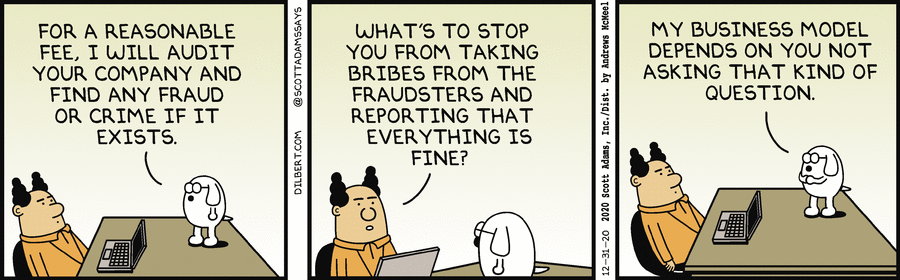 FOR A REASONABLE
FEE, I WILL AUDIT
YOUR COMPANY AND
FIND ANY FRAUD
OR CRIME IF IT
EXISTS.
DILBERT.COM @SCOTTADAMSSAYS
WHAT'S TO STOP
YOU FROM TAKING
BRIBES FROM THE
FRAUDSTERS AND
REPORTING THAT
EVERYTHING IS
FINE?
12-31-20 2020 Scott Adams, Inc./Dist. by Andrews McMeel
MY BUSINESS MODEL
DEPENDS ON YOU NOT
ASKING THAT KIND OF
QUESTION.